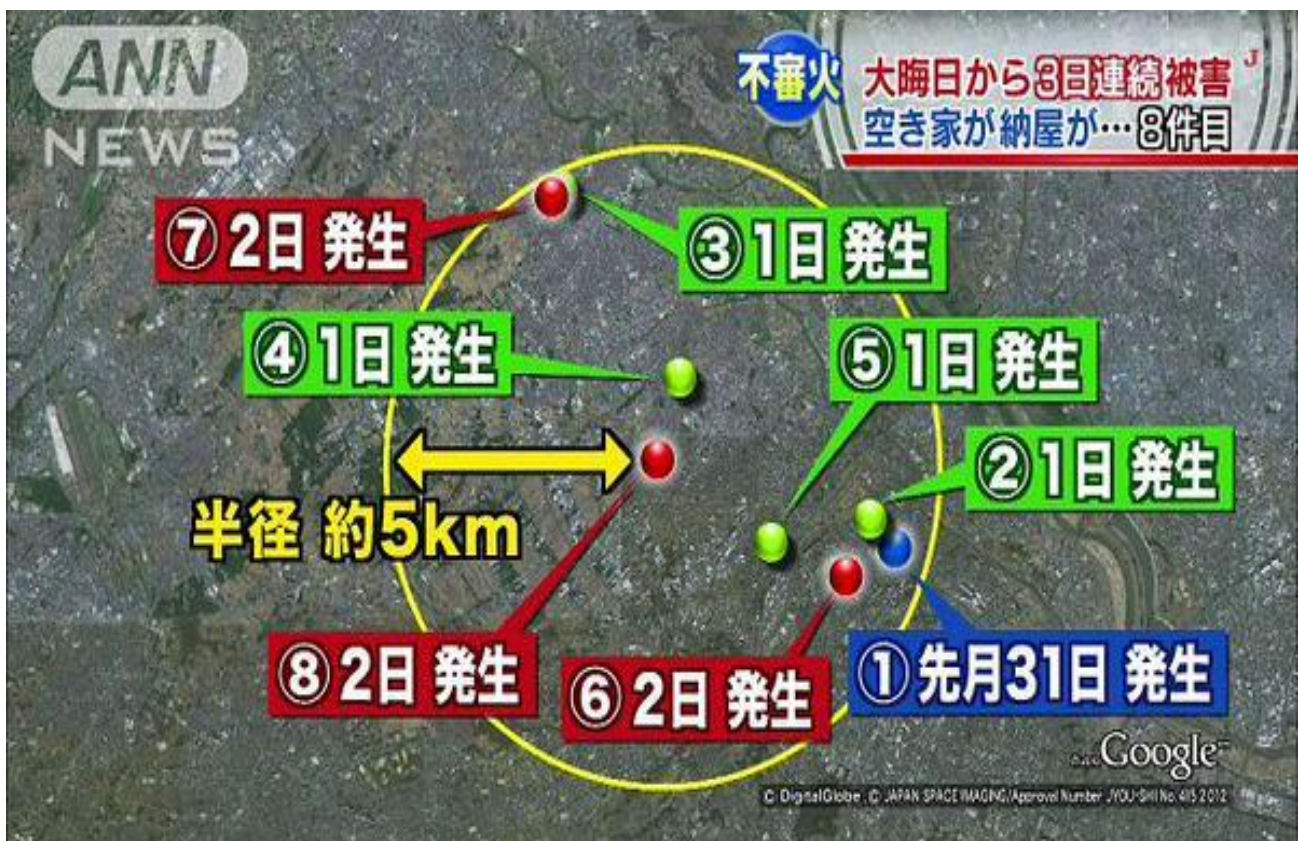 ANN
NEWS
不審火
大晦日から3日連続被害
空き家が納屋が…8件目
⑦2日 発生
③1日 発生
④1日 発生
⑤1日 発生
②1日 発生
半径 約5km
⑧2日 発生
⑥2日 発生
①先月31日 発生
Google
© DigitalGlobe, © JAPAN SPACE IMAGING/Approval Number JYOU-SHI No. 415 2012